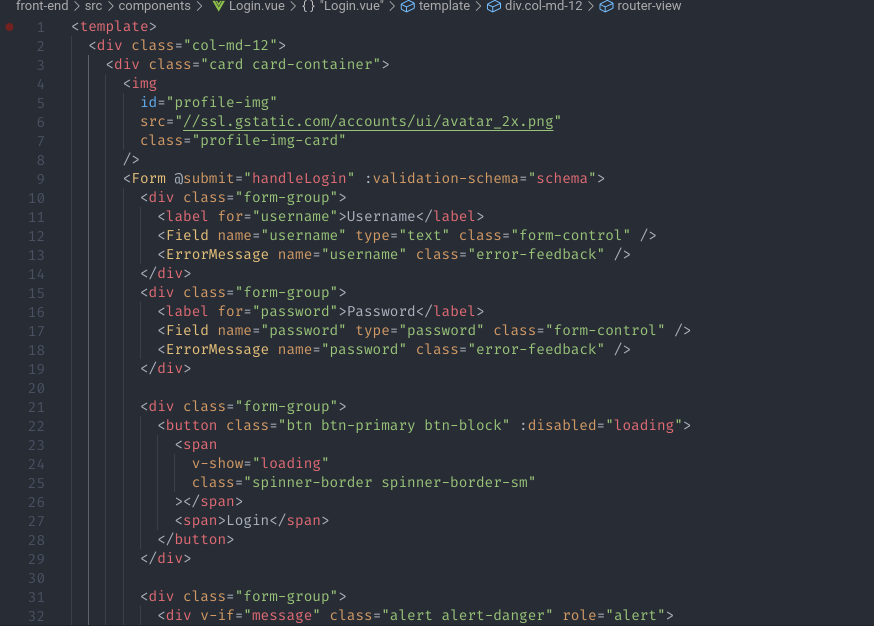 front-end > src > components > Login.vue > {} "Login.vue" > template > div.col-md-12 > router-view
1 <template>
2 <div class="col-md-12">
3 <div class="card card-container">
4 <img
5 id="profile-img"
6 src="//ssl.gstatic.com/accounts/ui/avatar_2x.png"
7 class="profile-img-card"
8 />
9 <Form @submit="handleLogin" :validation-schema="schema">
10 <div class="form-group">
11 <label for="username">Username</label>
12 <Field name="username" type="text" class="form-control" />
13 <ErrorMessage name="username" class="error-feedback" />
14 </div>
15 <div class="form-group">
16 <label for="password">Password</label>
17 <Field name="password" type="password" class="form-control" />
18 <ErrorMessage name="password" class="error-feedback" />
19 </div>
20
21 <div class="form-group">
22 <button class="btn btn-primary btn-block" :disabled="loading">
23 <span
24 v-show="loading"
25 class="spinner-border spinner-border-sm"
26 ></span>
27 <span>Login</span>
28 </button>
29 </div>
30
31 <div class="form-group">
32 <div v-if="message" class="alert alert-danger" role="alert">